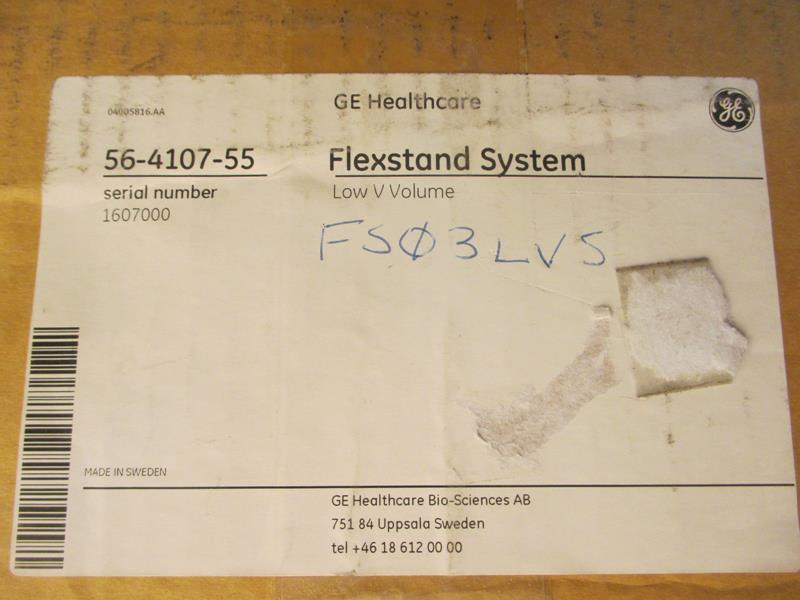 04005816.AA
GE Healthcare
GE
56-4107-55
Flexstand System
serial number
Low V Volume
1607000
FSØ3LVS
MADE IN SWEDEN
GE Healthcare Bio-Sciences AB
751 84 Uppsala Sweden
tel +46 18 612 00 00